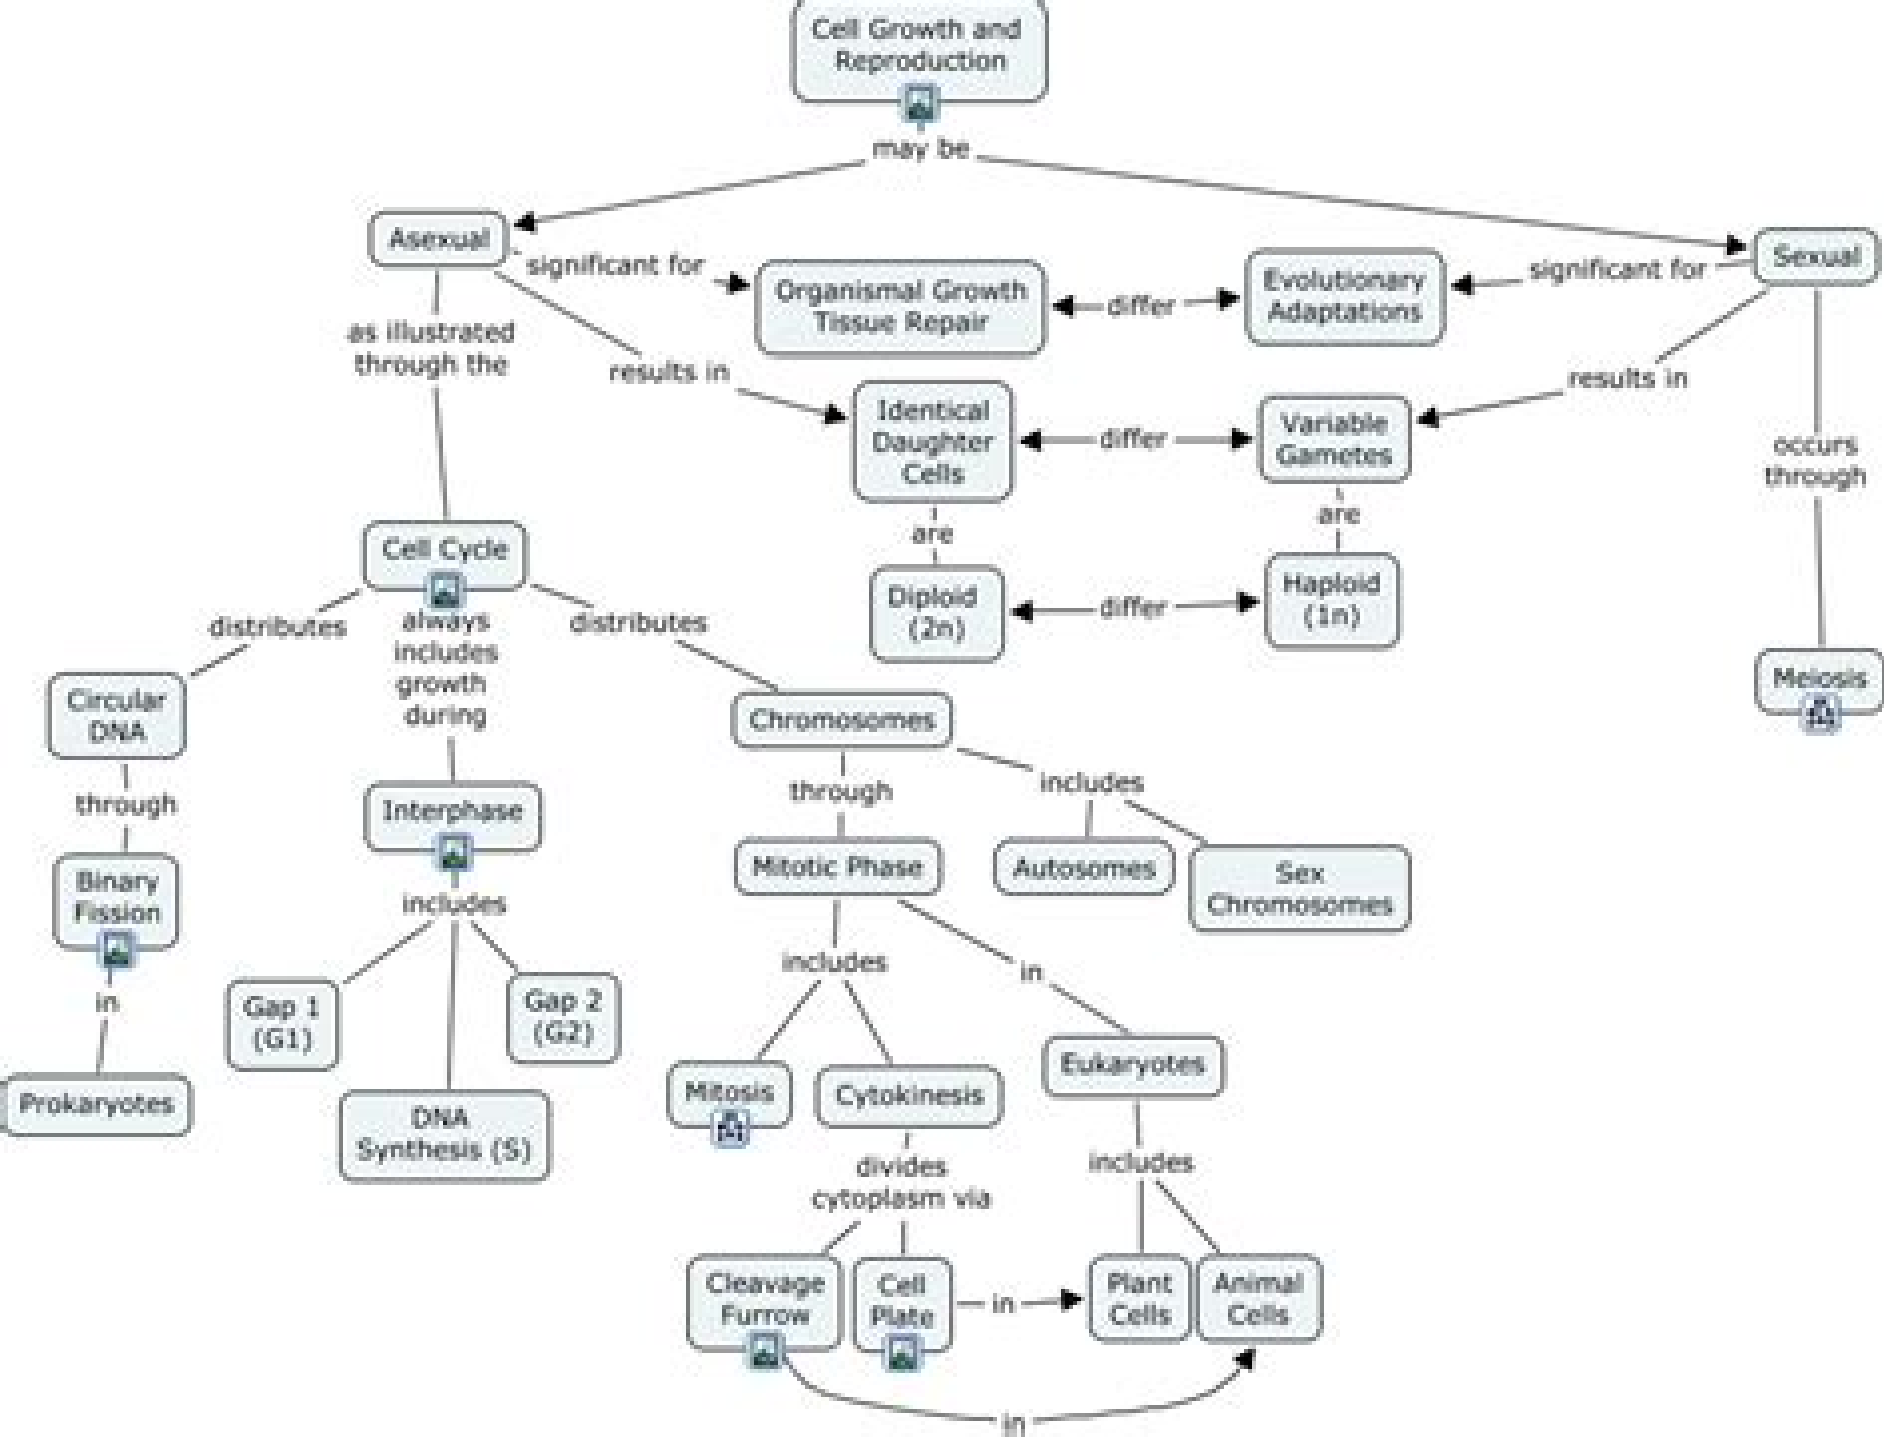 Cell Growth and
Reproduction
may be
Asexual
significant for
Organismal Growth
Tissue Repair
differ
Evolutionary
Adaptations
significant for
Sexual
as illustrated
through the
results in
Identical
Daughter
Cells
differ
Variable
Gametes
results in
occurs
through
are
are
Cell Cycle
Diploid
(2n)
differ
Haploid
(1n)
Meiosis
distributes
always
includes
growth
during
distributes
Circular
DNA
Chromosomes
through
Interphase
through
includes
Binary
Fission
Mitotic Phase
Autosomes
Sex
Chromosomes
includes
includes
in
in
Gap 1
(G1)
Gap 2
(G2)
Prokaryotes
DNA
Synthesis (S)
Mitosis
Cytokinesis
Eukaryotes
divides
cytoplasm via
includes
Cleavage
Furrow
Cell
Plate
in
Plant
Cells
Animal
Cells
in